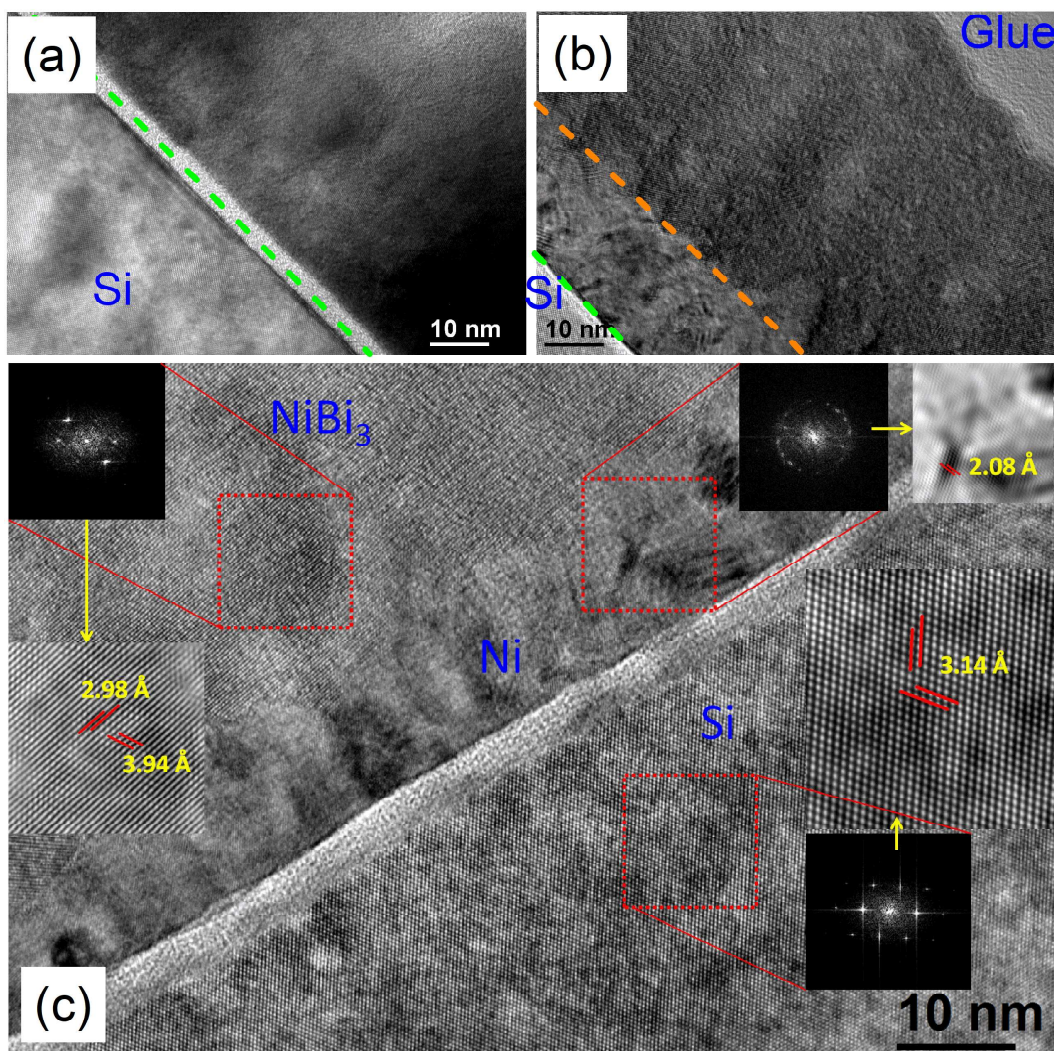 (a)
Si
10 nm
(b)
Glue
Si
10 nm
NiBi₃
2.08 Å
Ni
3.14 Å
2.98 Å
3.94 Å
Si
(c)
10 nm